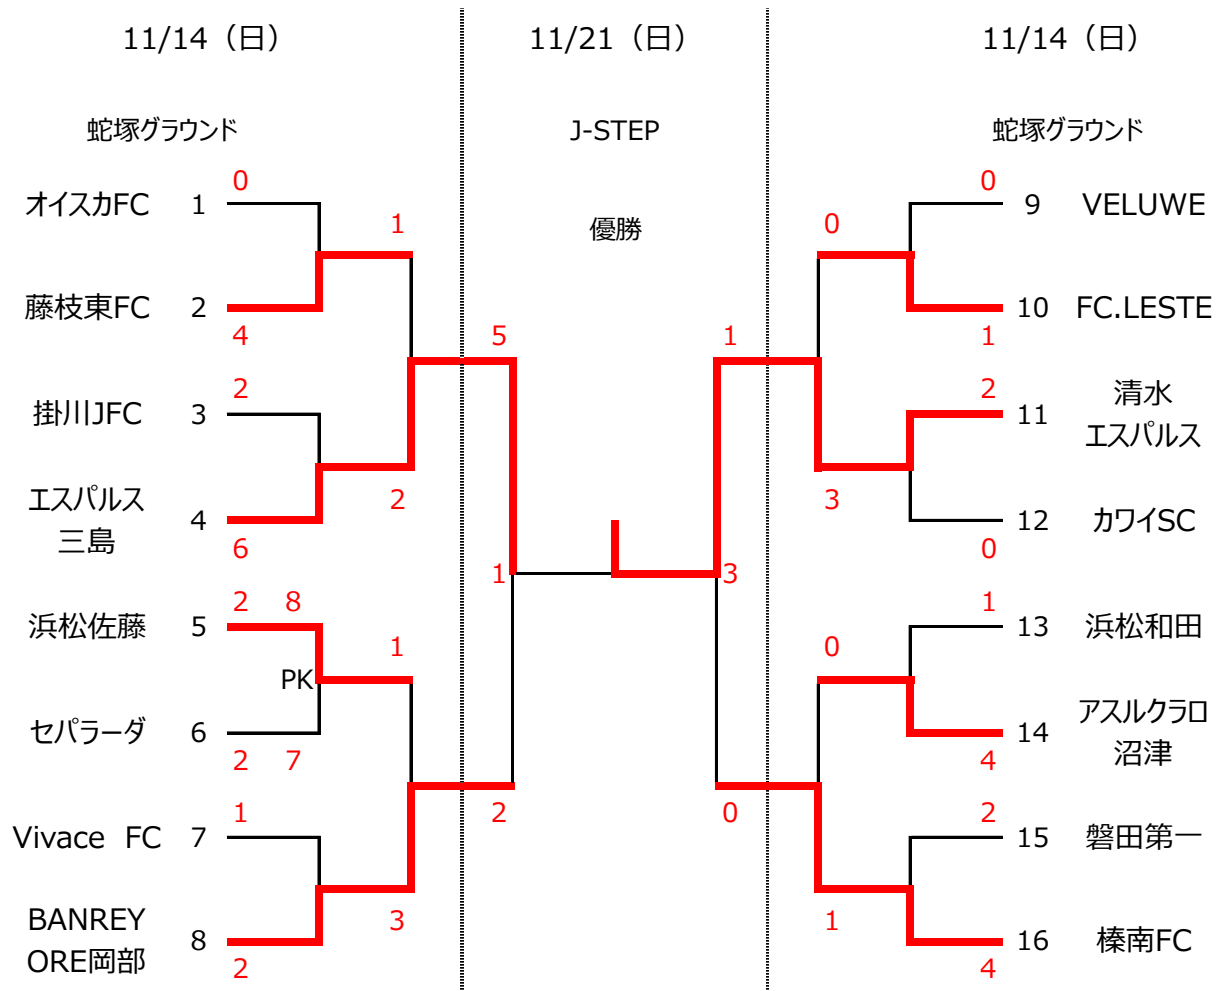 11/14（日） 11/21（日） 11/14（日）
蛇塚グラウンド J-STEP 蛇塚グラウンド
0 0
オイスカFC 1 9 VELUWE
1 優勝 0
藤枝東FC 2 10 FC.LESTE
4 5 1 1
2 2
掛川JFC 3 11 清水
エスパルス
エスパルス 2 3
4 12 カワイSC
三島
6 0
1 3
2 8 1
浜松佐藤 5 13 浜松和田
1 0
PK
セパラーダ 6 14 アスルクラロ
沼津
2 7 4
1 2 0 2
Vivace FC 7 15 磐田第一
BANREY 3 1
8 16 榛南FC
ORE岡部
2 4